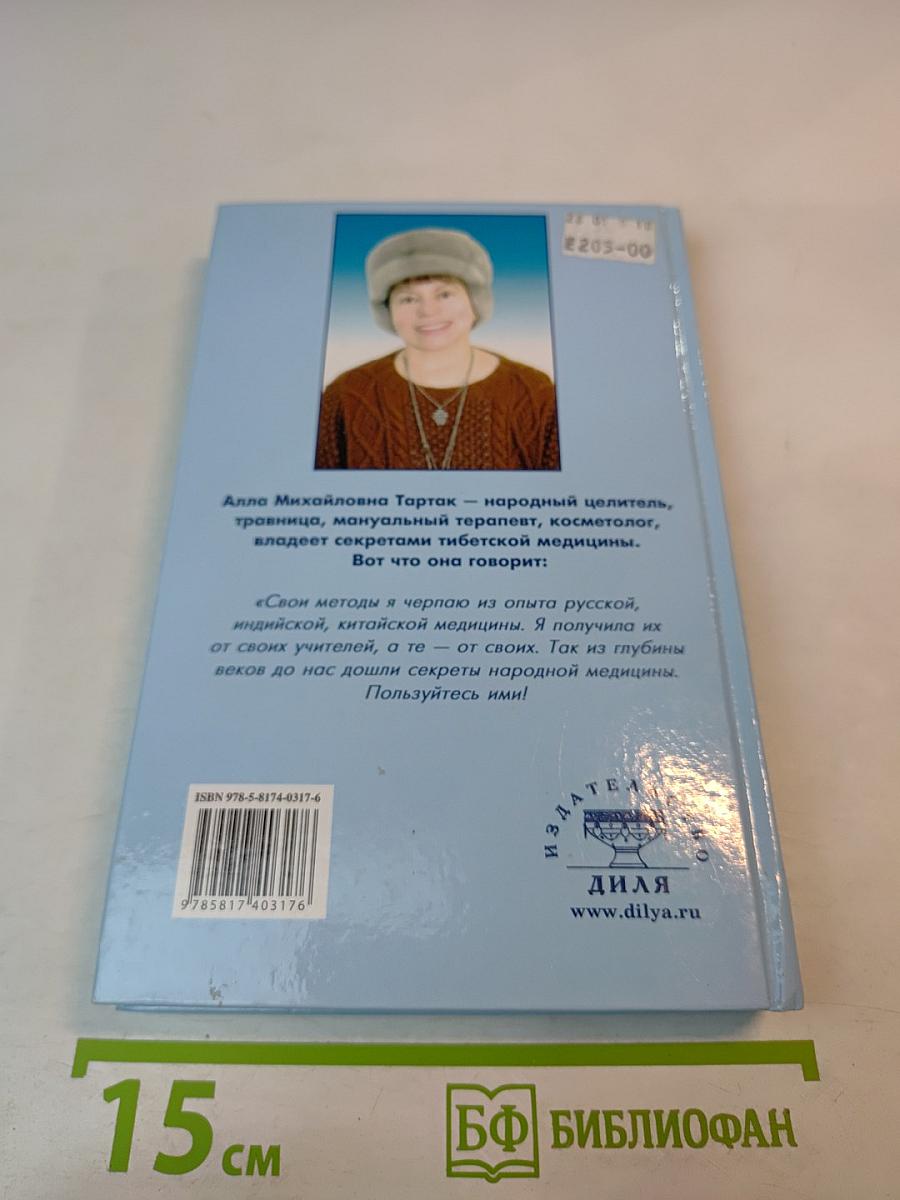 203-00
Алла Михайловна Тартак — народный целитель,
травница, мануальный терапевт, косметолог,
владеет секретами тибетской медицины.
Вот что она говорит:
«Свои методы я черпаю из опыта русской,
индийской, китайской медицины. Я получила их
от своих учителей, а те — от своих. Так из глубины
веков до нас дошли секреты народной медицины.
Пользуйтесь ими!
ISBN 978-5-8174-0317-6
9785817403176
ДИЛЯ
www.dilya.ru
15 см
БФ БИБЛИОФАН